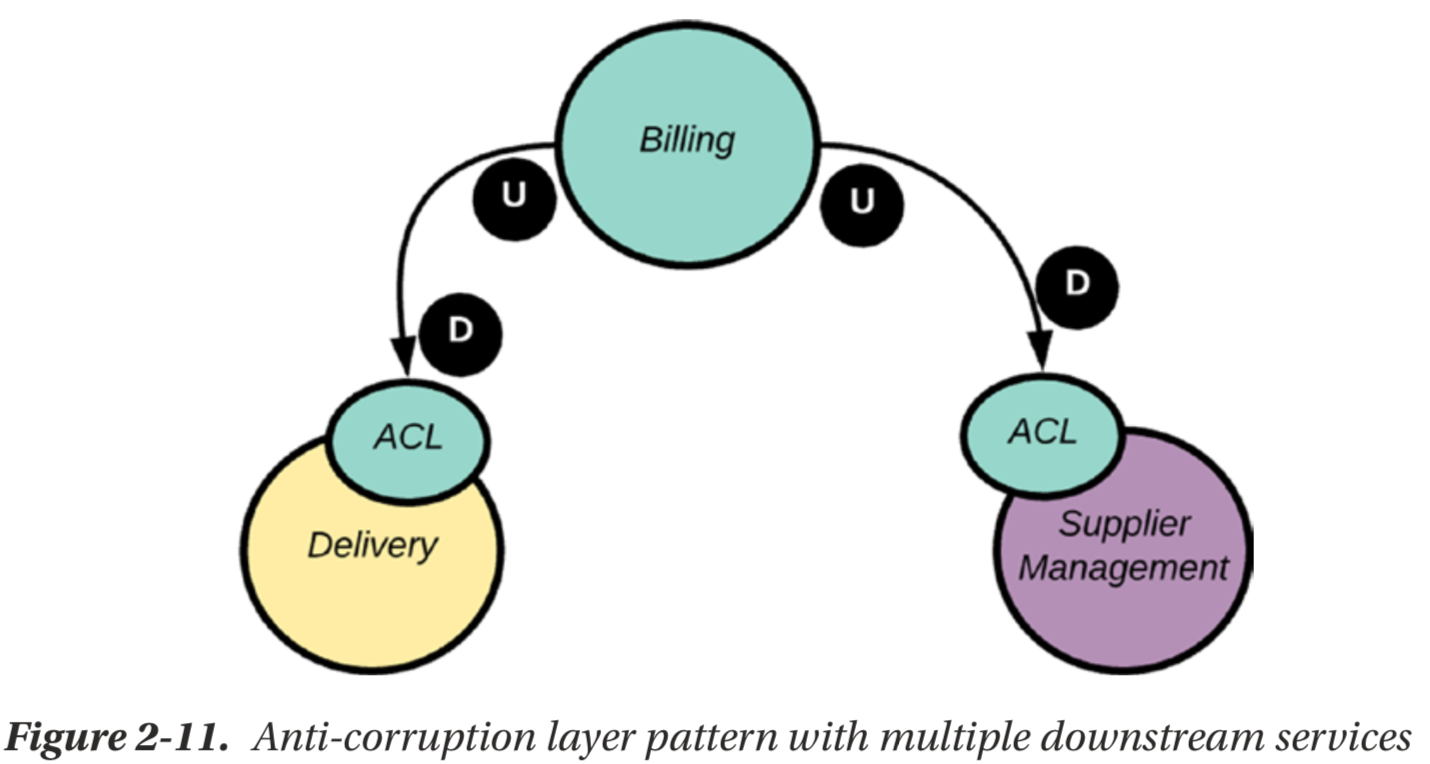 Billing
U
U
D
D
ACL
ACL
Delivery
Supplier
Management
Figure 2-11. Anti-corruption layer pattern with multiple downstream services